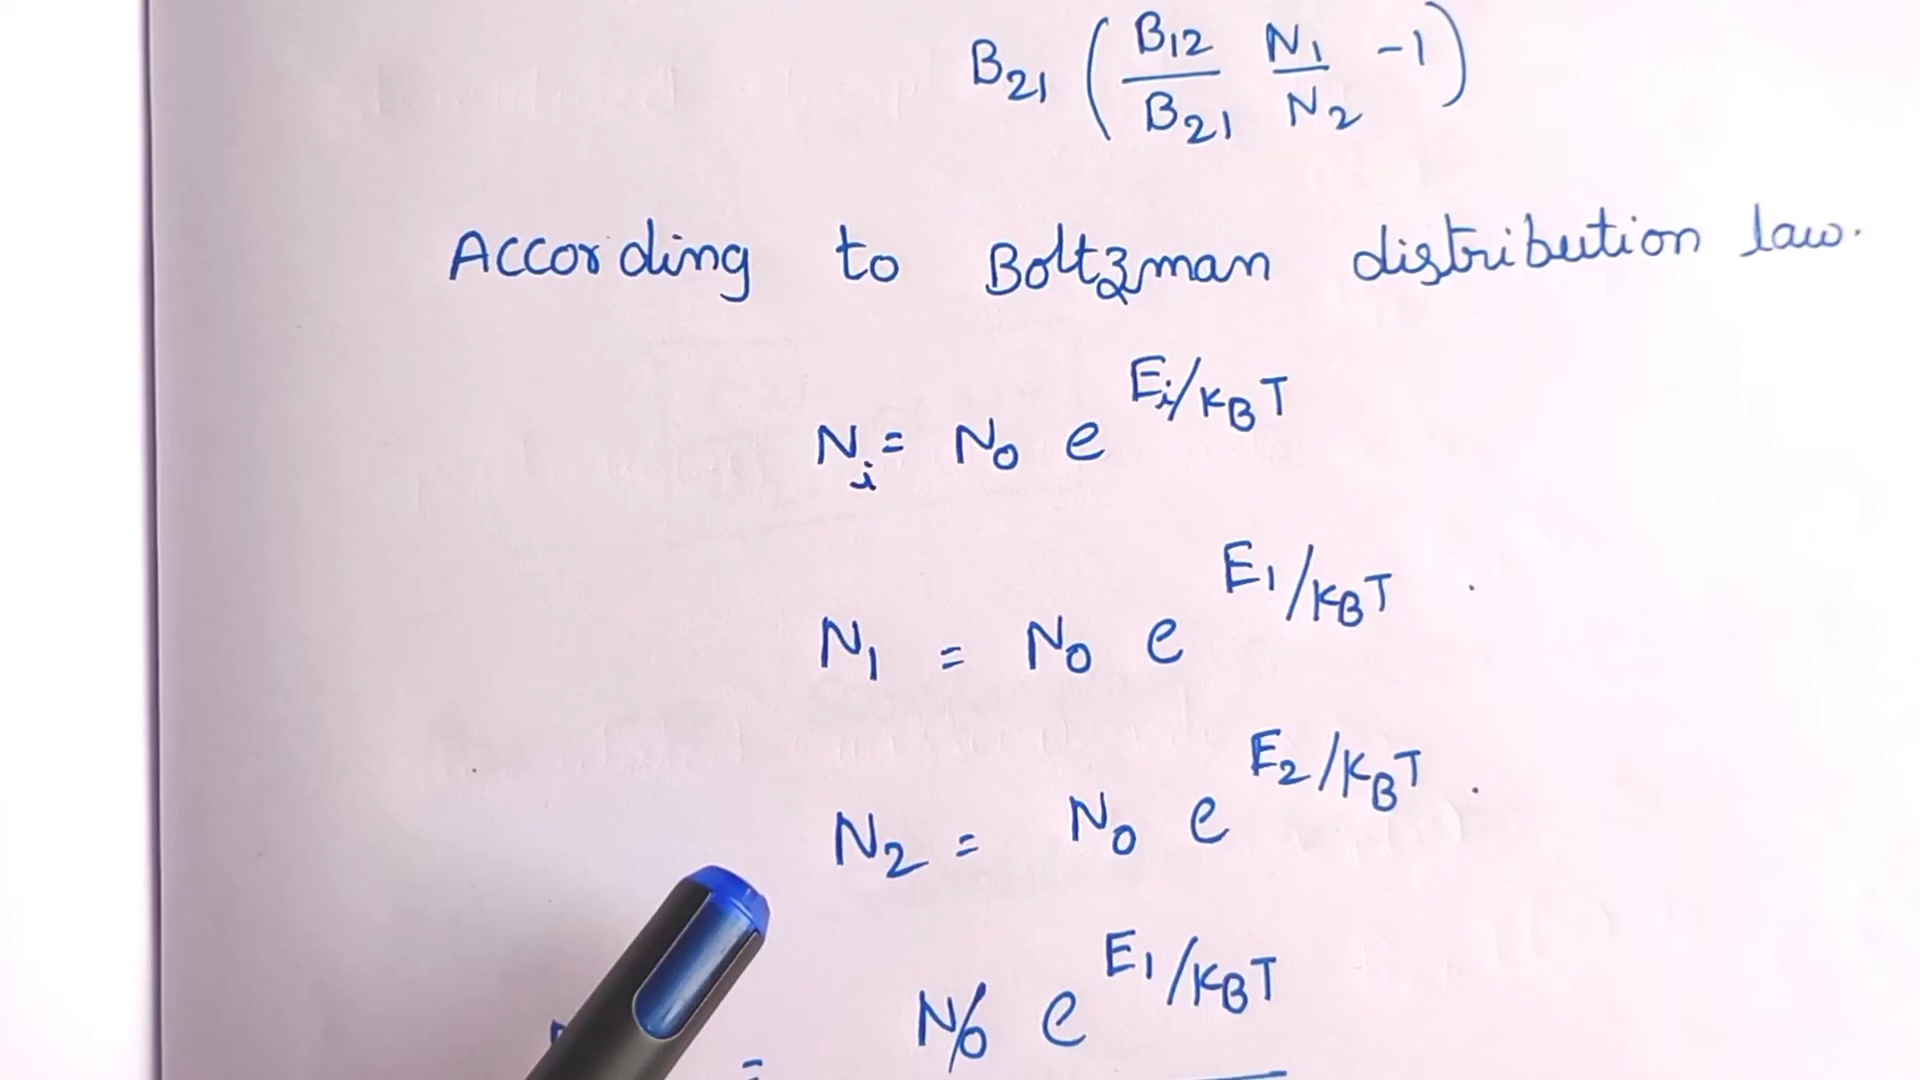 B21 ( B12/B21 N1/N2 -1 )
According to Boltzman distribution law.
Ni = N0 e^Ei/KBT
N1 = N0 e^E1/KBT
N2 = N0 e^E2/KBT
= N0 e^E1/KBT